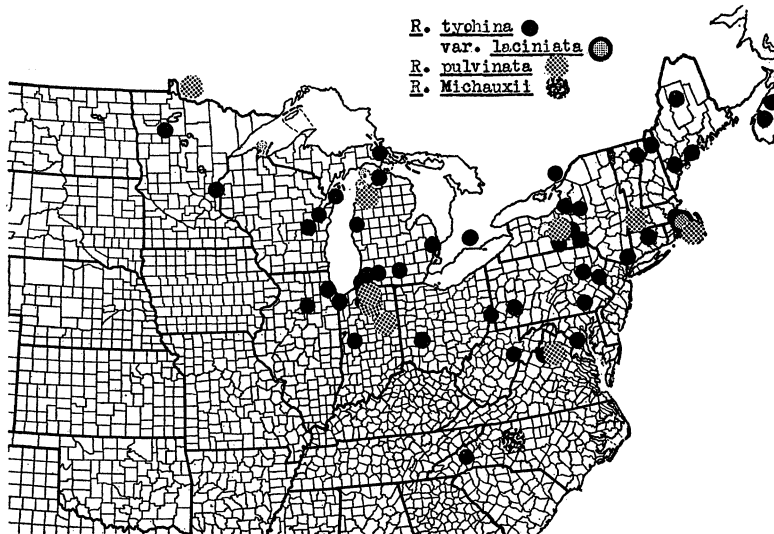 R. typhina
var. laciniata
R. pulvinata
R. Michauxii